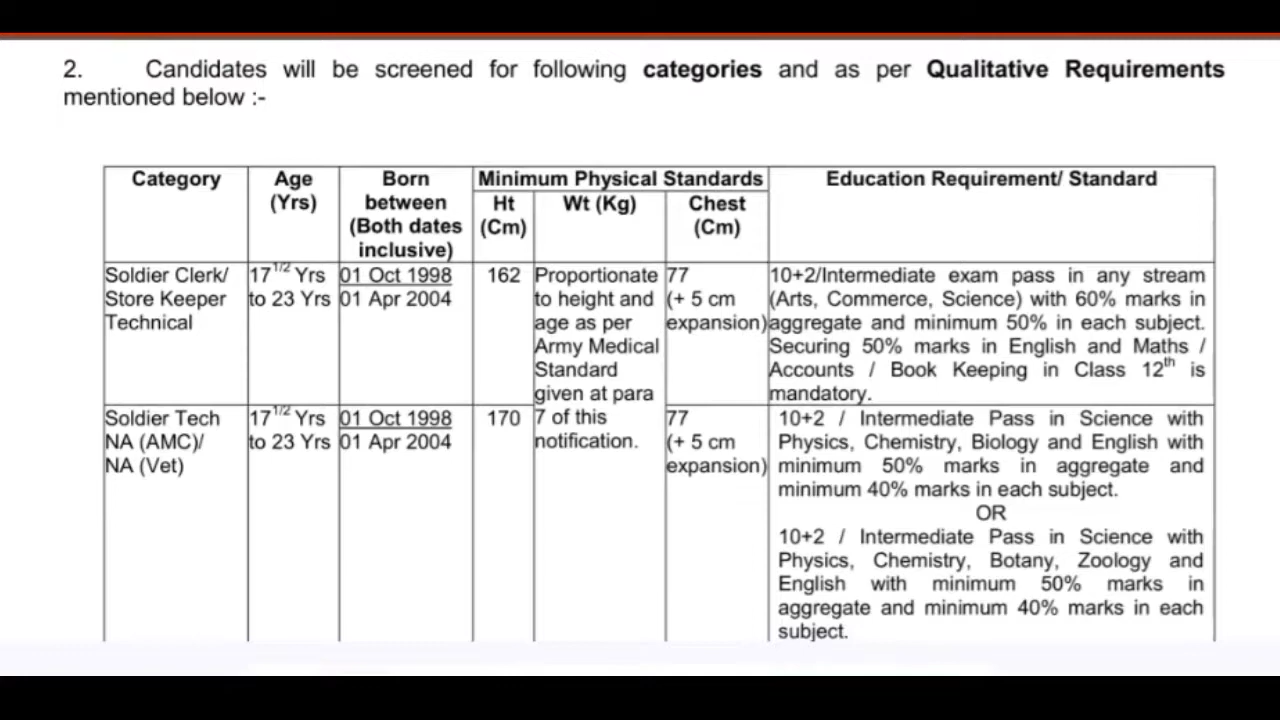 2. Candidates will be screened for following categories and as per Qualitative Requirements
mentioned below :-
Category
Age
(Yrs)
Born
between
(Both dates
inclusive)
Minimum Physical Standards
Ht
(Cm)
Wt (Kg)
Chest
(Cm)
Education Requirement/ Standard
Soldier Clerk/
Store Keeper
Technical
17 1/2 Yrs
to 23 Yrs
01 Oct 1998
01 Apr 2004
162
Proportionate
to height and
age as per
Army Medical
Standard
given at para
7 of this
notification.
77
(+ 5 cm
expansion)
10+2/Intermediate exam pass in any stream
(Arts, Commerce, Science) with 60% marks in
aggregate and minimum 50% in each subject.
Securing 50% marks in English and Maths /
Accounts / Book Keeping in Class 12th is
mandatory.
Soldier Tech
NA (AMC)/
NA (Vet)
17 1/2 Yrs
to 23 Yrs
01 Oct 1998
01 Apr 2004
170
77
(+ 5 cm
expansion)
10+2 / Intermediate Pass in Science with
Physics, Chemistry, Biology and English with
minimum 50% marks in aggregate and
minimum 40% marks in each subject.
OR
10+2 / Intermediate Pass in Science with
Physics, Chemistry, Botany, Zoology and
English with minimum 50% marks in
aggregate and minimum 40% marks in each
subject.